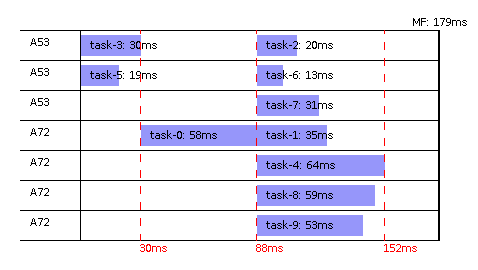 MF: 179ms
A53 task-3: 30ms task-2: 20ms
A53 task-5: 19ms task-6: 13ms
A53 task-7: 31ms
A72 task-0: 58ms task-1: 35ms
A72 task-4: 64ms
A72 task-8: 59ms
A72 task-9: 53ms
30ms 88ms 152ms